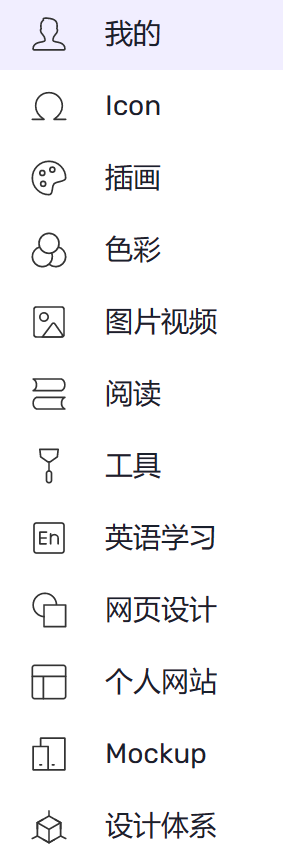 我的
Icon
插画
色彩
图片视频
阅读
工具
En
英语学习
网页设计
个人网站
Mockup
设计体系